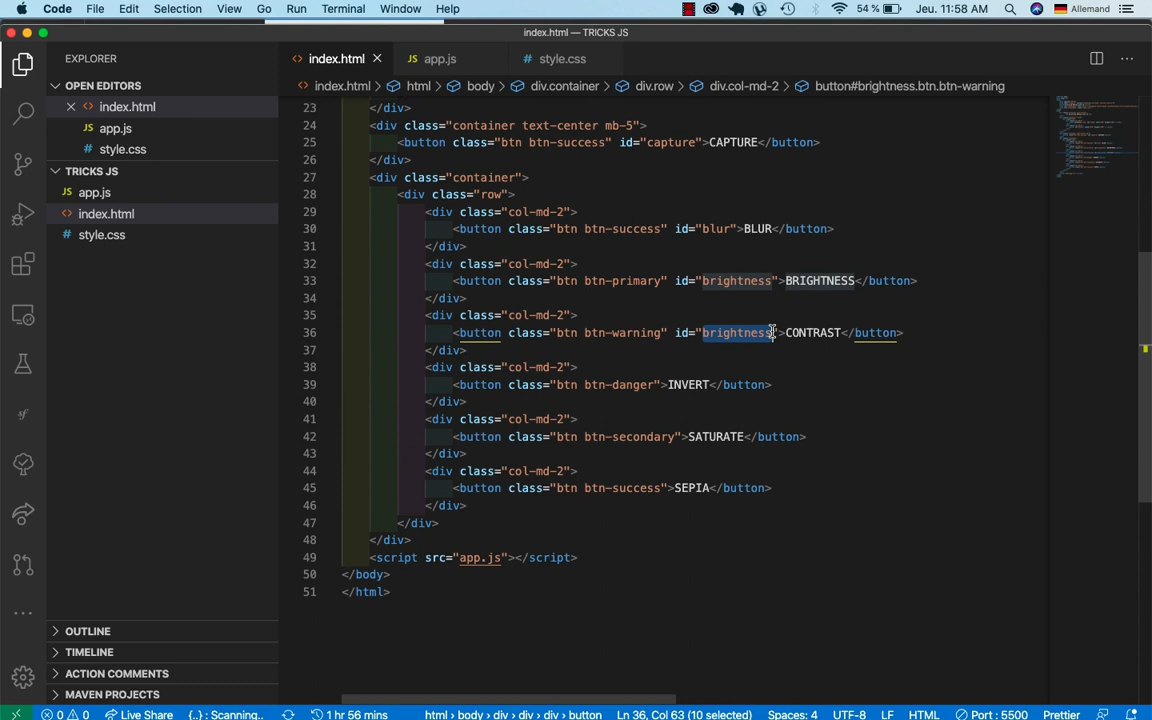 Code File Edit Selection View Go Run Terminal Window Help 54 % Jeu. 11:58 AM Allemand
index.html — TRICKS JS
EXPLORER
index.html
JS app.js
# style.css
index.html > html > body > div.container > div.row > div.col-md-2 > button#brightness.btn.btn-warning
OPEN EDITORS
index.html
JS app.js
# style.css
TRICKS JS
JS app.js
index.html
# style.css
OUTLINE
TIMELINE
ACTION COMMENTS
MAVEN PROJECTS
23 </div>
24 <div class="container text-center mb-5">
25 <button class="btn btn-success" id="capture">CAPTURE</button>
26 </div>
27 <div class="container">
28 <div class="row">
29 <div class="col-md-2">
30 <button class="btn btn-success" id="blur">BLUR</button>
31 </div>
32 <div class="col-md-2">
33 <button class="btn btn-primary" id="brightness">BRIGHTNESS</button>
34 </div>
35 <div class="col-md-2">
36 <button class="btn btn-warning" id="brightness">CONTRAST</button>
37 </div>
38 <div class="col-md-2">
39 <button class="btn btn-danger">INVERT</button>
40 </div>
41 <div class="col-md-2">
42 <button class="btn btn-secondary">SATURATE</button>
43 </div>
44 <div class="col-md-2">
45 <button class="btn btn-success">SEPIA</button>
46 </div>
47 </div>
48 </div>
49 <script src="app.js"></script>
50 </body>
51 </html>
0 0 Live Share {..} : Scanning.. 1 hr 56 mins html > body > div > div > div > button Ln 36, Col 63 (10 selected) Spaces: 4 UTF-8 LF HTML Port : 5500 Prettier